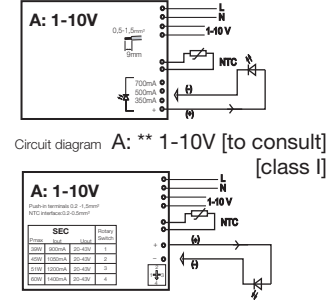 A: 1-10V
L
N
1-10 V
0,5-1,5mm²
9mm
NTC
700mA
500mA
350mA
+
(-)
(+)
Circuit diagram A: ** 1-10V [to consult]
[class I]
A: 1-10V
L
N
1-10 V
Push-in terminals 0.2 -1,5mm²
NTC interface:0.2-0.5mm²
NTC
SEC Rotary
Pmax Iout Uout Switch
39W 900mA 20-43V 1
45W 1050mA 20-43V 2
51W 1200mA 20-43V 3
60W 1400mA 20-43V 4
+ (+)
− (-)